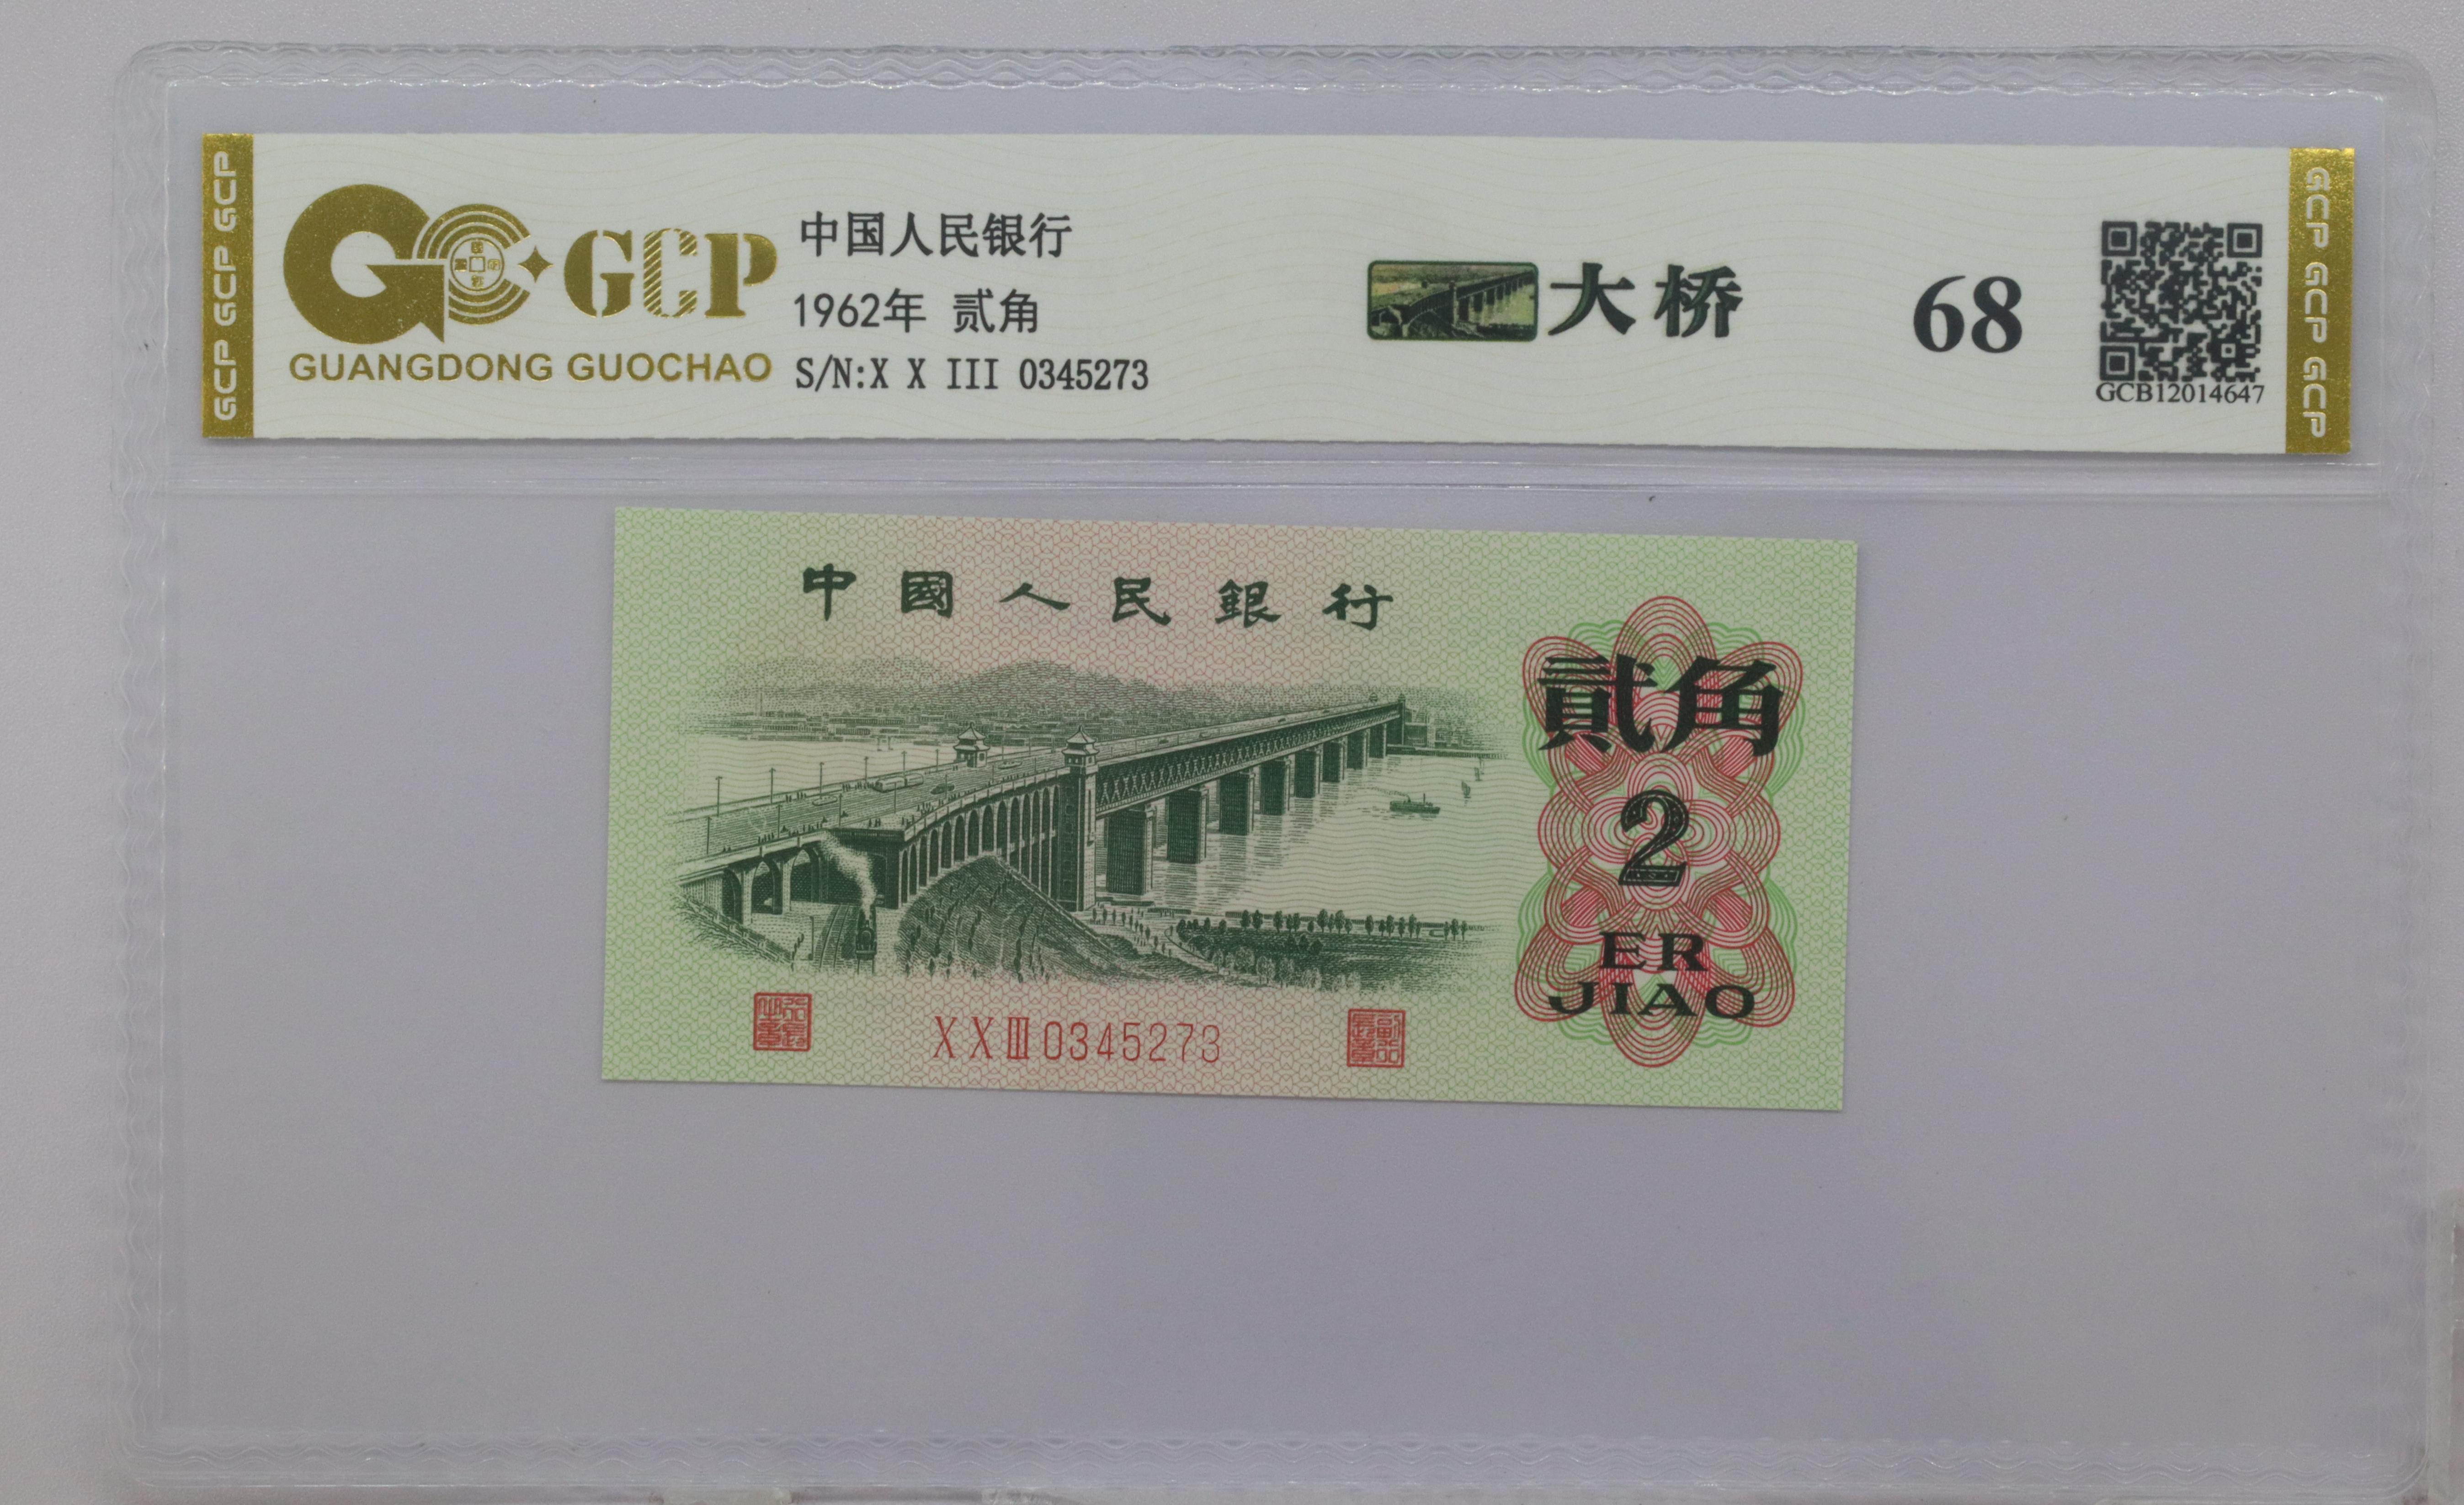 GCP GCP GCP
GCP
GUANGDONG GUOCHAO
中国人民银行
1962年 贰角
S/N:X X III 0345273
大桥
68
GCB12014647
GCP GCP GCP
中國人民銀行
貳角
2
ER
JIAO
XXIII0345273